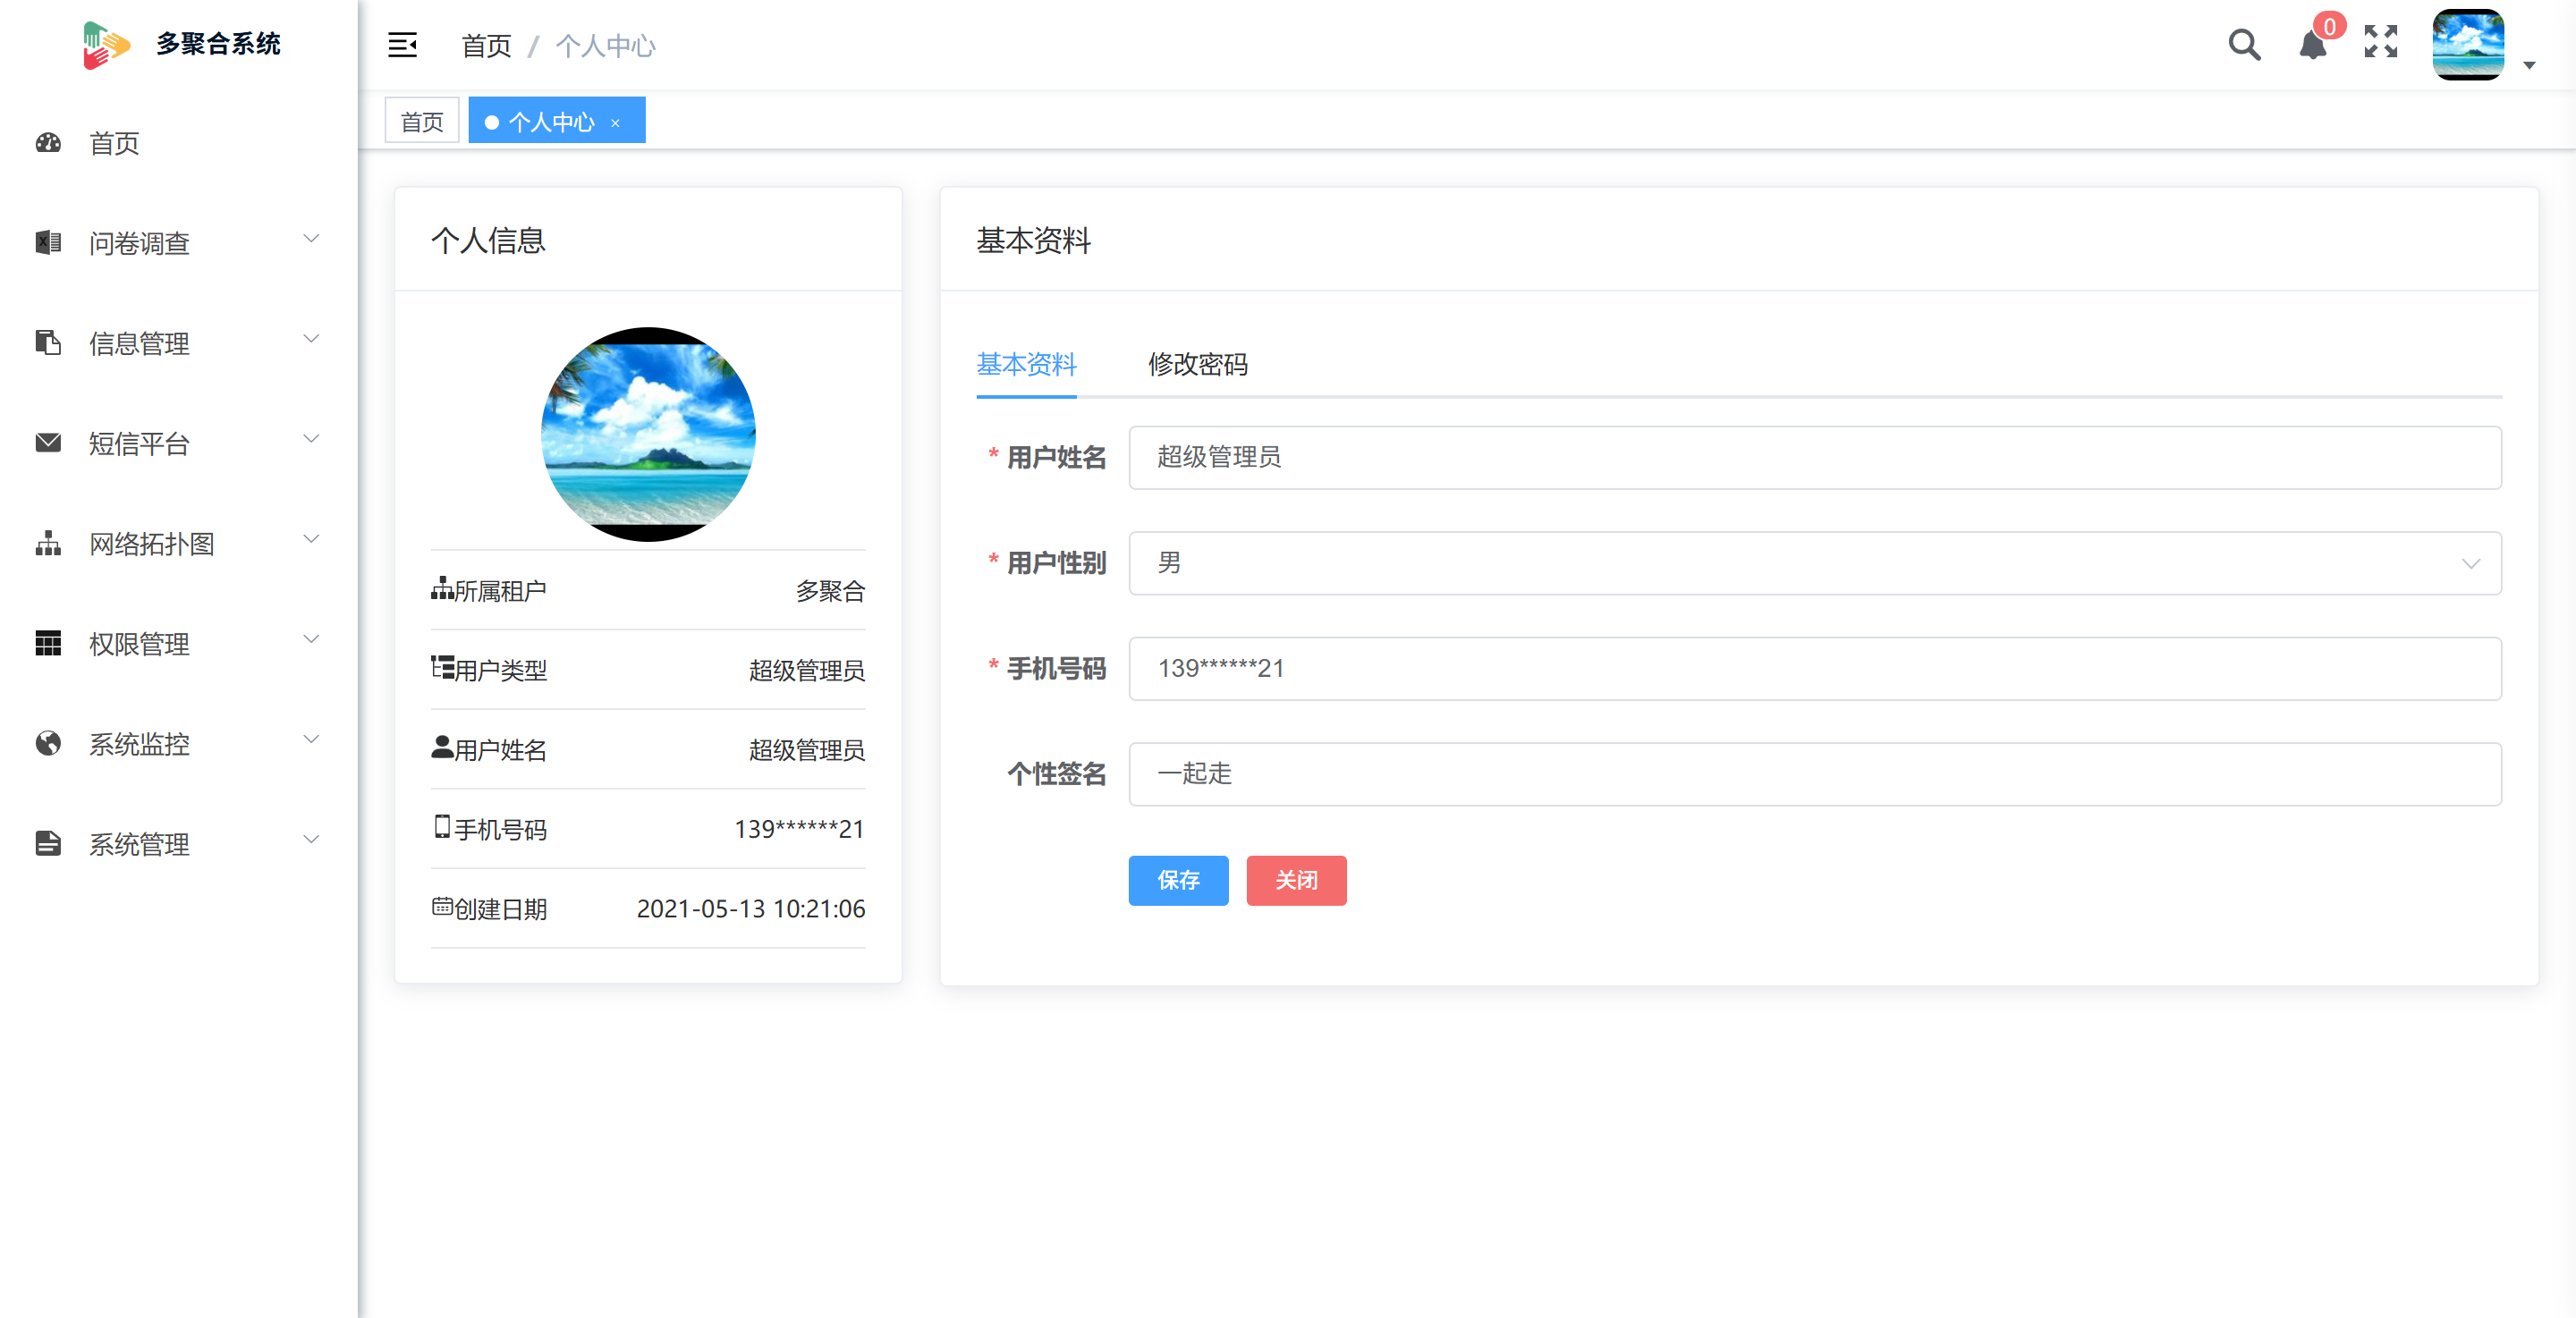 多聚合系统
首页
问卷调查
信息管理
短信平台
网络拓扑图
权限管理
系统监控
系统管理
首页 / 个人中心
0
首页
个人中心 ×
个人信息
所属租户 多聚合
用户类型 超级管理员
用户姓名 超级管理员
手机号码 139******21
创建日期 2021-05-13 10:21:06
基本资料
基本资料 修改密码
* 用户姓名 超级管理员
* 用户性别 男
* 手机号码 139******21
个性签名 一起走
保存 关闭